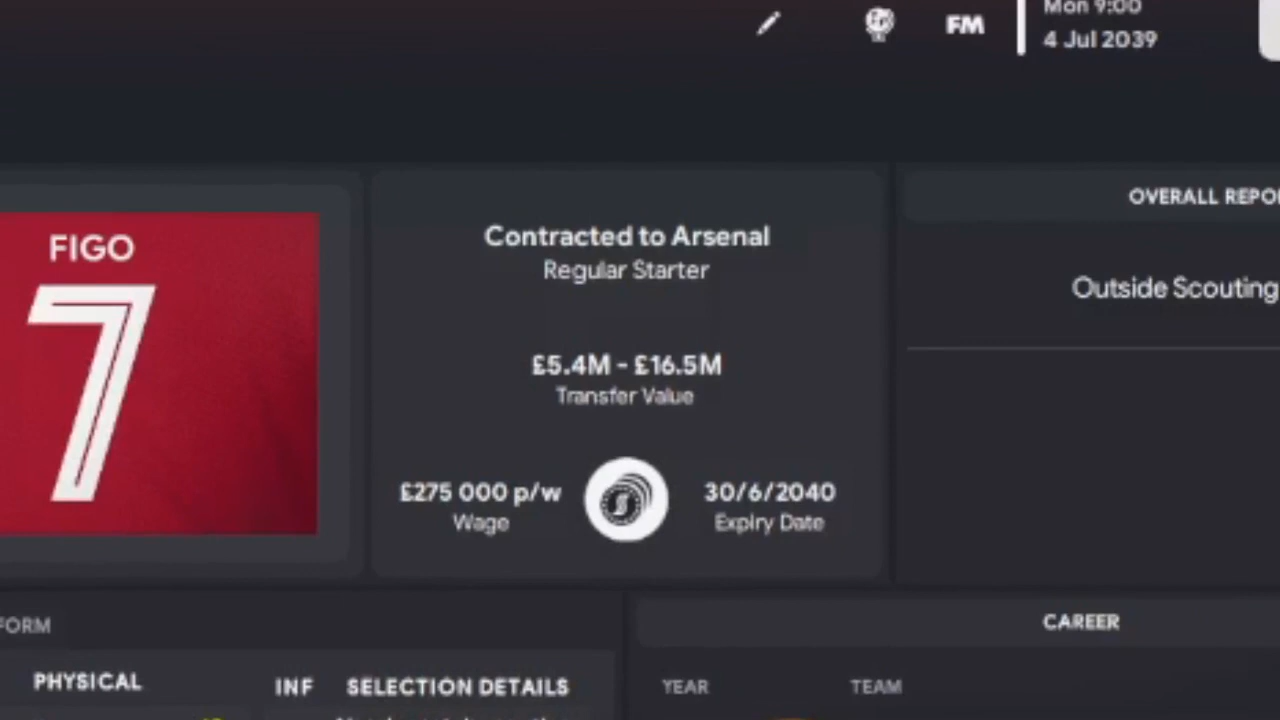 FM
Mon 9:00
4 Jul 2039
FIGO
7
Contracted to Arsenal
Regular Starter
£5.4M - £16.5M
Transfer Value
£275 000 p/w
Wage
30/6/2040
Expiry Date
OVERALL REPO
Outside Scouting
FORM
PHYSICAL
INF
SELECTION DETAILS
CAREER
YEAR
TEAM